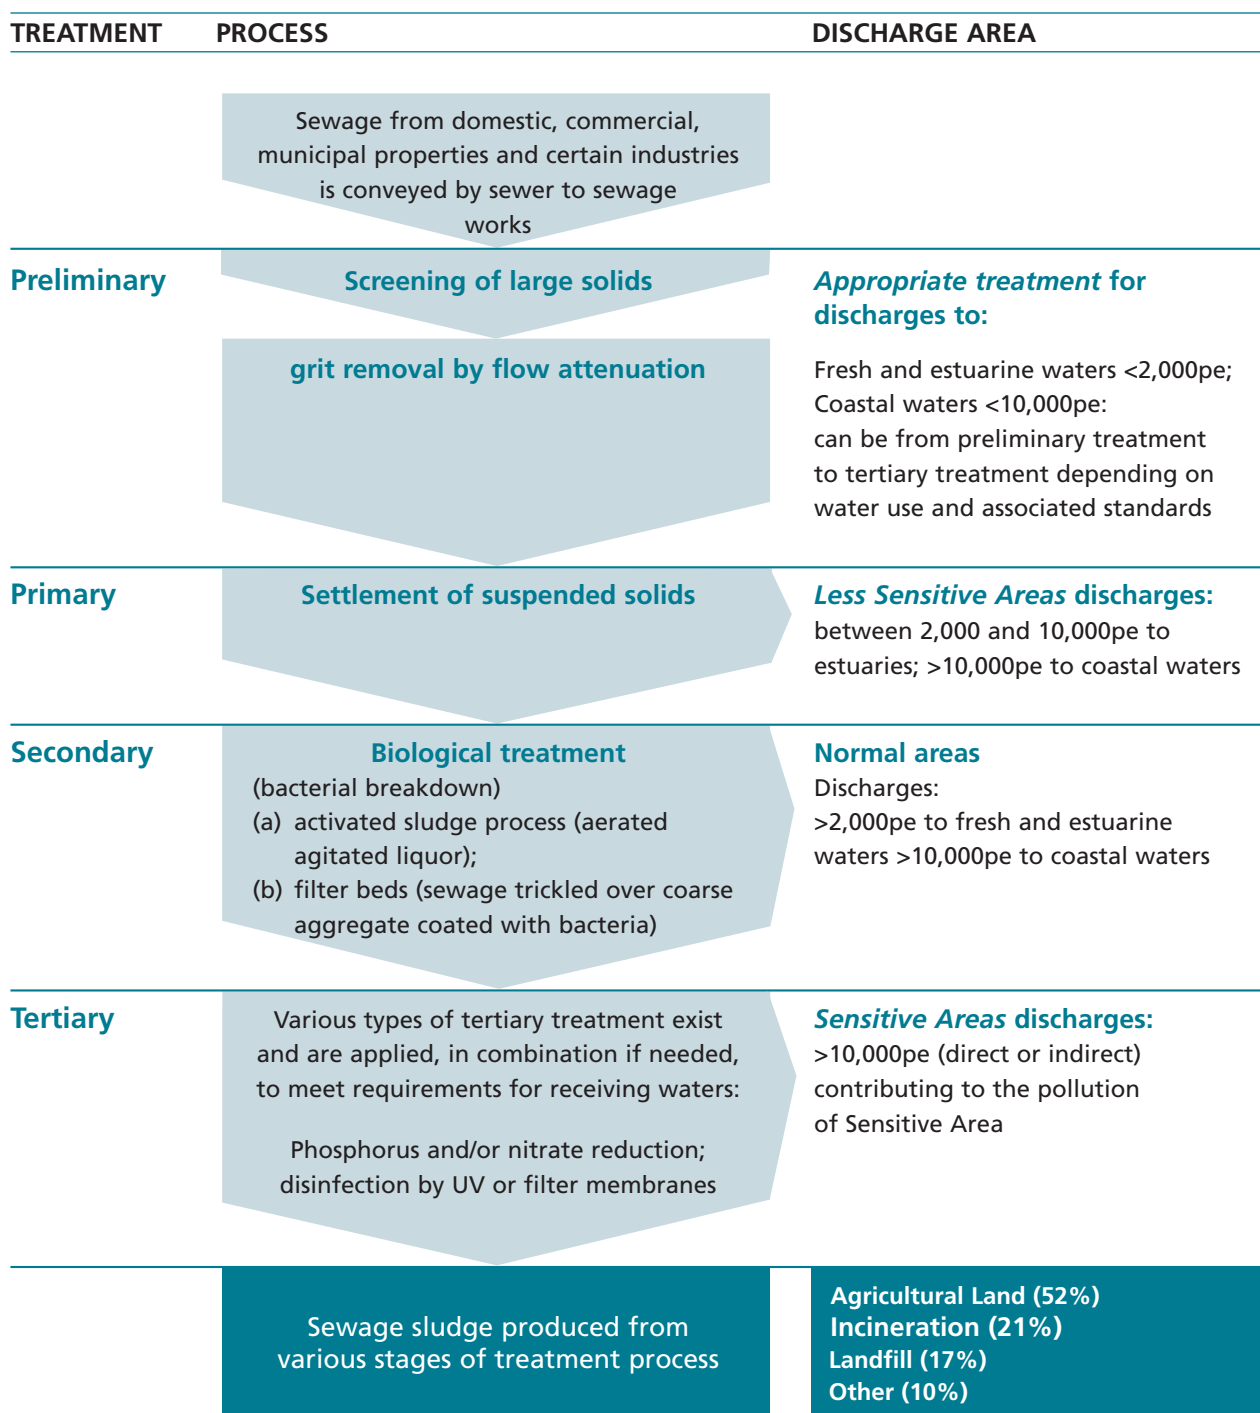 TREATMENT PROCESS DISCHARGE AREA
Sewage from domestic, commercial,
municipal properties and certain industries
is conveyed by sewer to sewage
works
Preliminary
Screening of large solids
grit removal by flow attenuation
Appropriate treatment for
discharges to:
Fresh and estuarine waters <2,000pe;
Coastal waters <10,000pe:
can be from preliminary treatment
to tertiary treatment depending on
water use and associated standards
Primary
Settlement of suspended solids
Less Sensitive Areas discharges:
between 2,000 and 10,000pe to
estuaries; >10,000pe to coastal waters
Secondary
Biological treatment
(bacterial breakdown)
(a) activated sludge process (aerated
agitated liquor);
(b) filter beds (sewage trickled over coarse
aggregate coated with bacteria)
Normal areas
Discharges:
>2,000pe to fresh and estuarine
waters >10,000pe to coastal waters
Tertiary
Various types of tertiary treatment exist
and are applied, in combination if needed,
to meet requirements for receiving waters:
Phosphorus and/or nitrate reduction;
disinfection by UV or filter membranes
Sensitive Areas discharges:
>10,000pe (direct or indirect)
contributing to the pollution
of Sensitive Area
Sewage sludge produced from
various stages of treatment process
Agricultural Land (52%)
Incineration (21%)
Landfill (17%)
Other (10%)